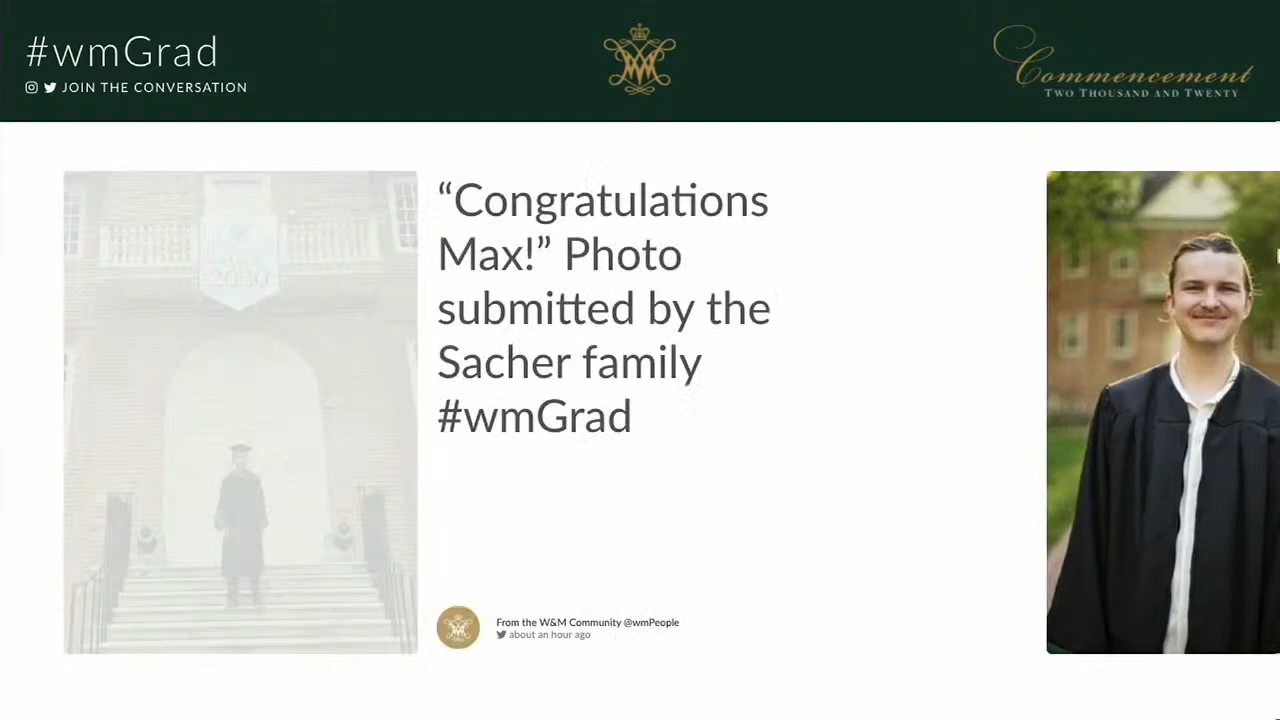 #wmGrad
JOIN THE CONVERSATION
Commencement
TWO THOUSAND AND TWENTY
2020
“Congratulations
Max!” Photo
submitted by the
Sacher family
#wmGrad
From the W&M Community @wmPeople
about an hour ago